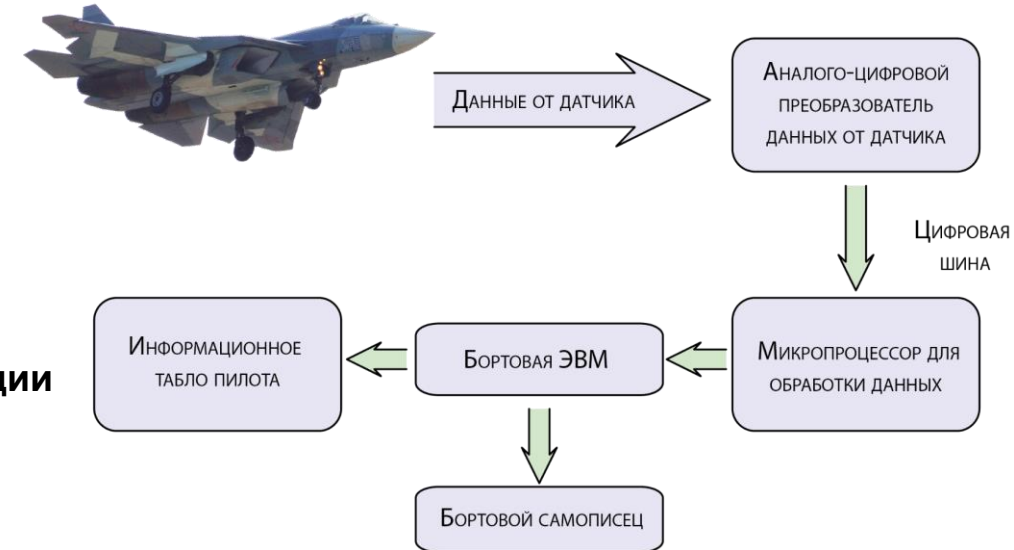 Данные от датчика
Аналого-цифровой
преобразователь
данных от датчика
Цифровая
шина
Информационное
табло пилота
Бортовая ЭВМ
Микропроцессор для
обработки данных
ции
Бортовой самописец